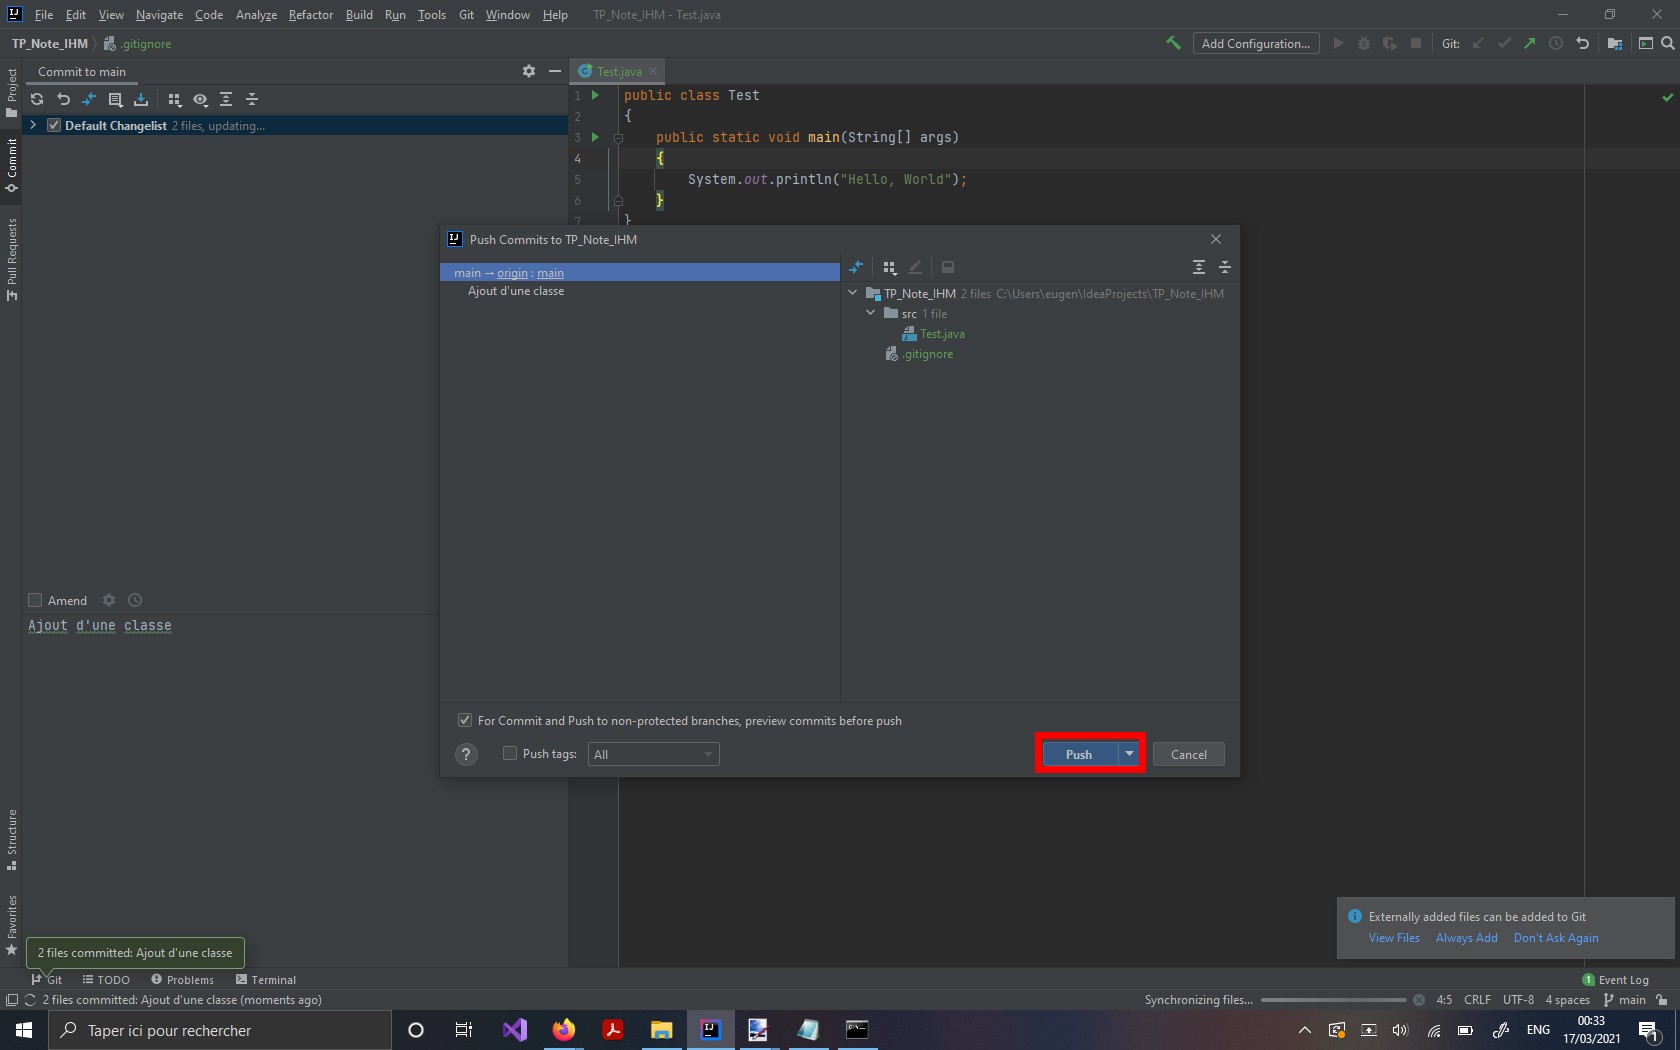 File Edit View Navigate Code Analyze Refactor Build Run Tools Git Window Help TP_Note_IHM - Test.java
TP_Note_IHM .gitignore Add Configuration... Git:
Commit to main
Test.java
Default Changelist 2 files, updating...
Project
Commit
Pull Requests
Structure
Favorites
1 public class Test
2 {
3 public static void main(String[] args)
4 {
5 System.out.println("Hello, World");
6 }
7 }
Push Commits to TP_Note_IHM
main → origin : main
Ajout d'une classe
TP_Note_IHM 2 files C:\Users\eugen\IdeaProjects\TP_Note_IHM
src 1 file
Test.java
.gitignore
Amend
Ajout d'une classe
For Commit and Push to non-protected branches, preview commits before push
? Push tags: All Push Cancel
Externally added files can be added to Git
View Files Always Add Don't Ask Again
2 files committed: Ajout d'une classe
Git TODO Problems Terminal 1 Event Log
2 files committed: Ajout d'une classe (moments ago) Synchronizing files... 4:5 CRLF UTF-8 4 spaces main
Taper ici pour rechercher ENG 00:33
17/03/2021 1